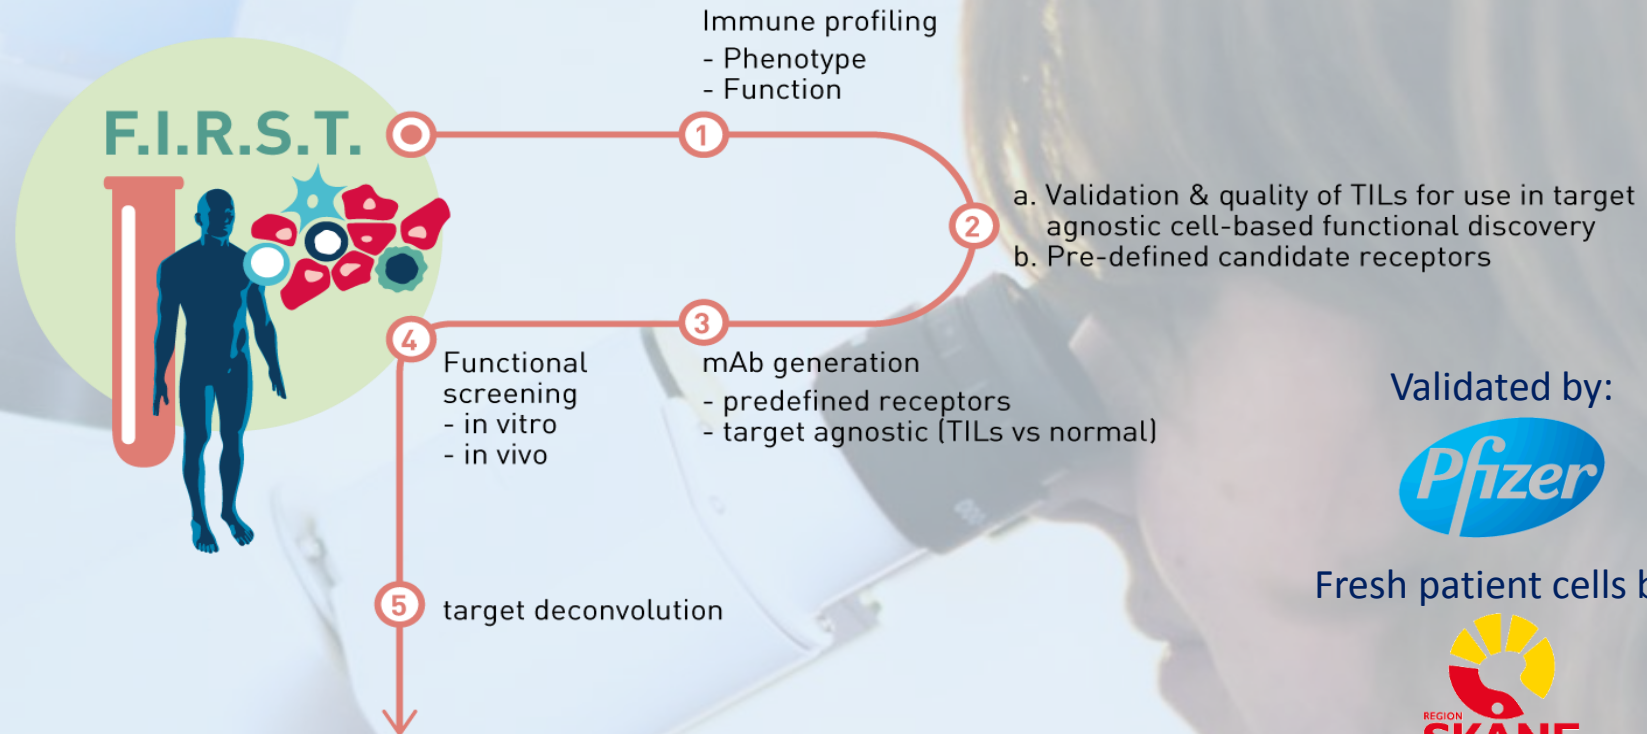 Immune profiling
- Phenotype
- Function
F.I.R.S.T.
1
a. Validation & quality of TILs for use in target
agnostic cell-based functional discovery
b. Pre-defined candidate receptors
2
3
mAb generation
- predefined receptors
- target agnostic (TILs vs normal)
4
Functional
screening
- in vitro
- in vivo
5
target deconvolution
Validated by:
Pfizer
Fresh patient cells
REGION
SKÅNE